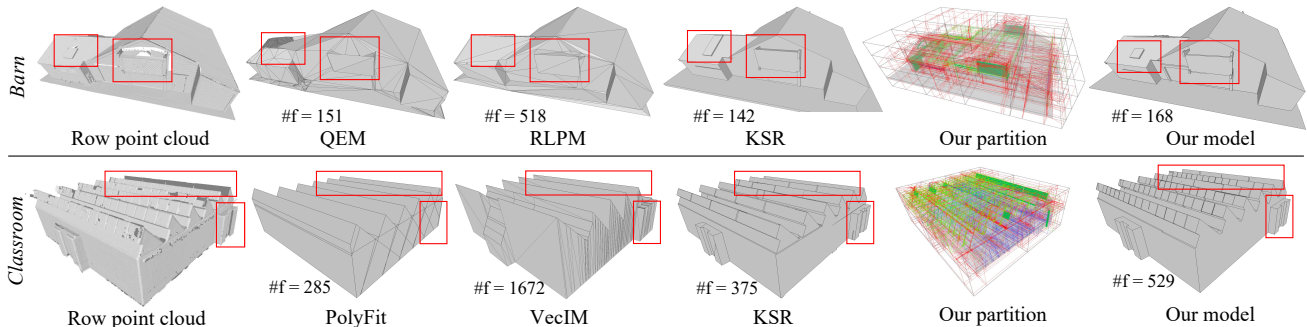 Barn
#f = 151
#f = 518
#f = 142
#f = 168
Row point cloud
QEM
RLPM
KSR
Our partition
Our model
Classroom
#f = 285
#f = 1672
#f = 375
#f = 529
Row point cloud
PolyFit
VecIM
KSR
Our partition
Our model